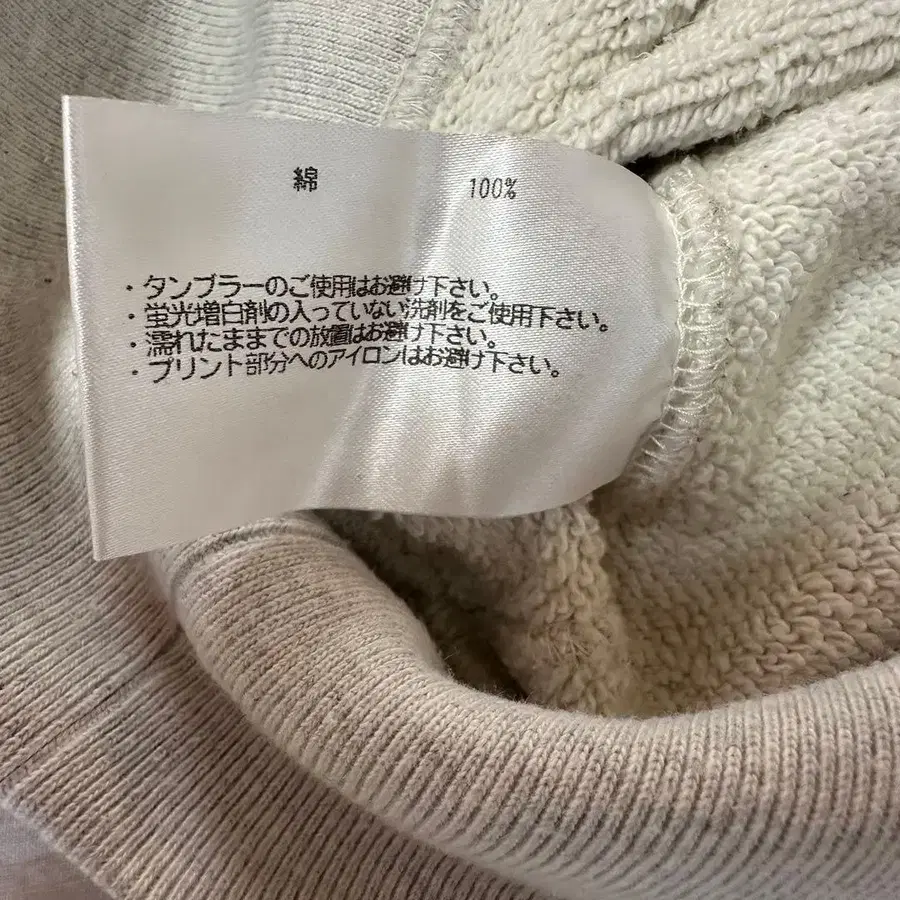 綿 100%
・タンブラーのご使用はお避け下さい。
・蛍光増白剤の入っていない洗剤をご使用下さい。
・濡れたままでの放置はお避け下さい。
・プリント部分へのアイロンはお避け下さい。